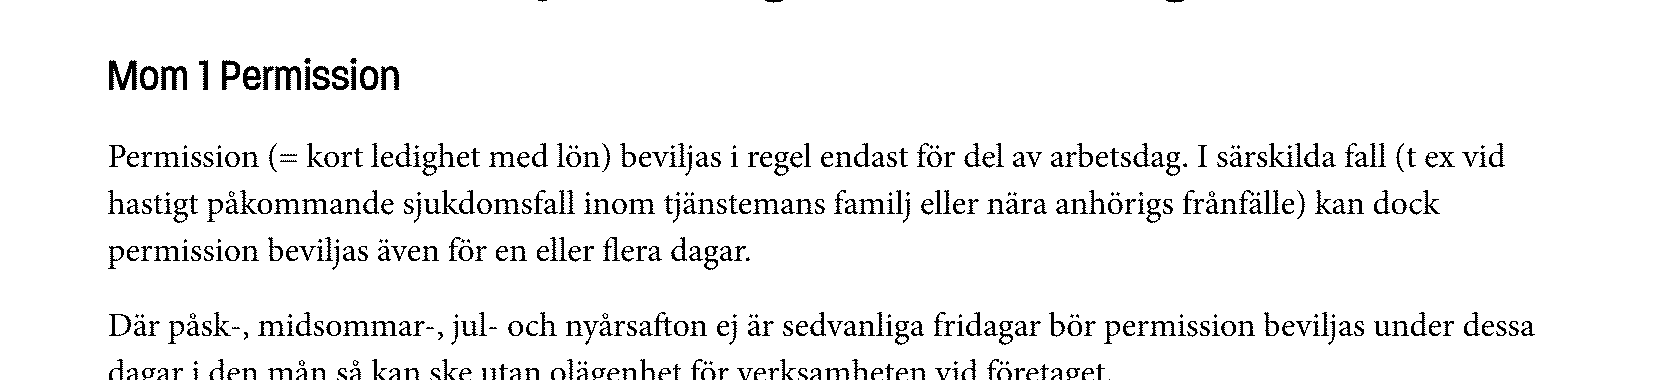 Mom 1 Permission
Permission (= kort ledighet med lön) beviljas i regel endast för del av arbetsdag. I särskilda fall (t ex vid
hastigt påkommande sjukdomsfall inom tjänstemans familj eller nära anhörigs frånfälle) kan dock
permission beviljas även för en eller flera dagar.
Där påsk-, midsommar-, jul- och nyårsafton ej är sedvanliga fridagar bör permission beviljas under dessa
dagar i den mån så kan ske utan olägenhet för verksamheten vid företaget.